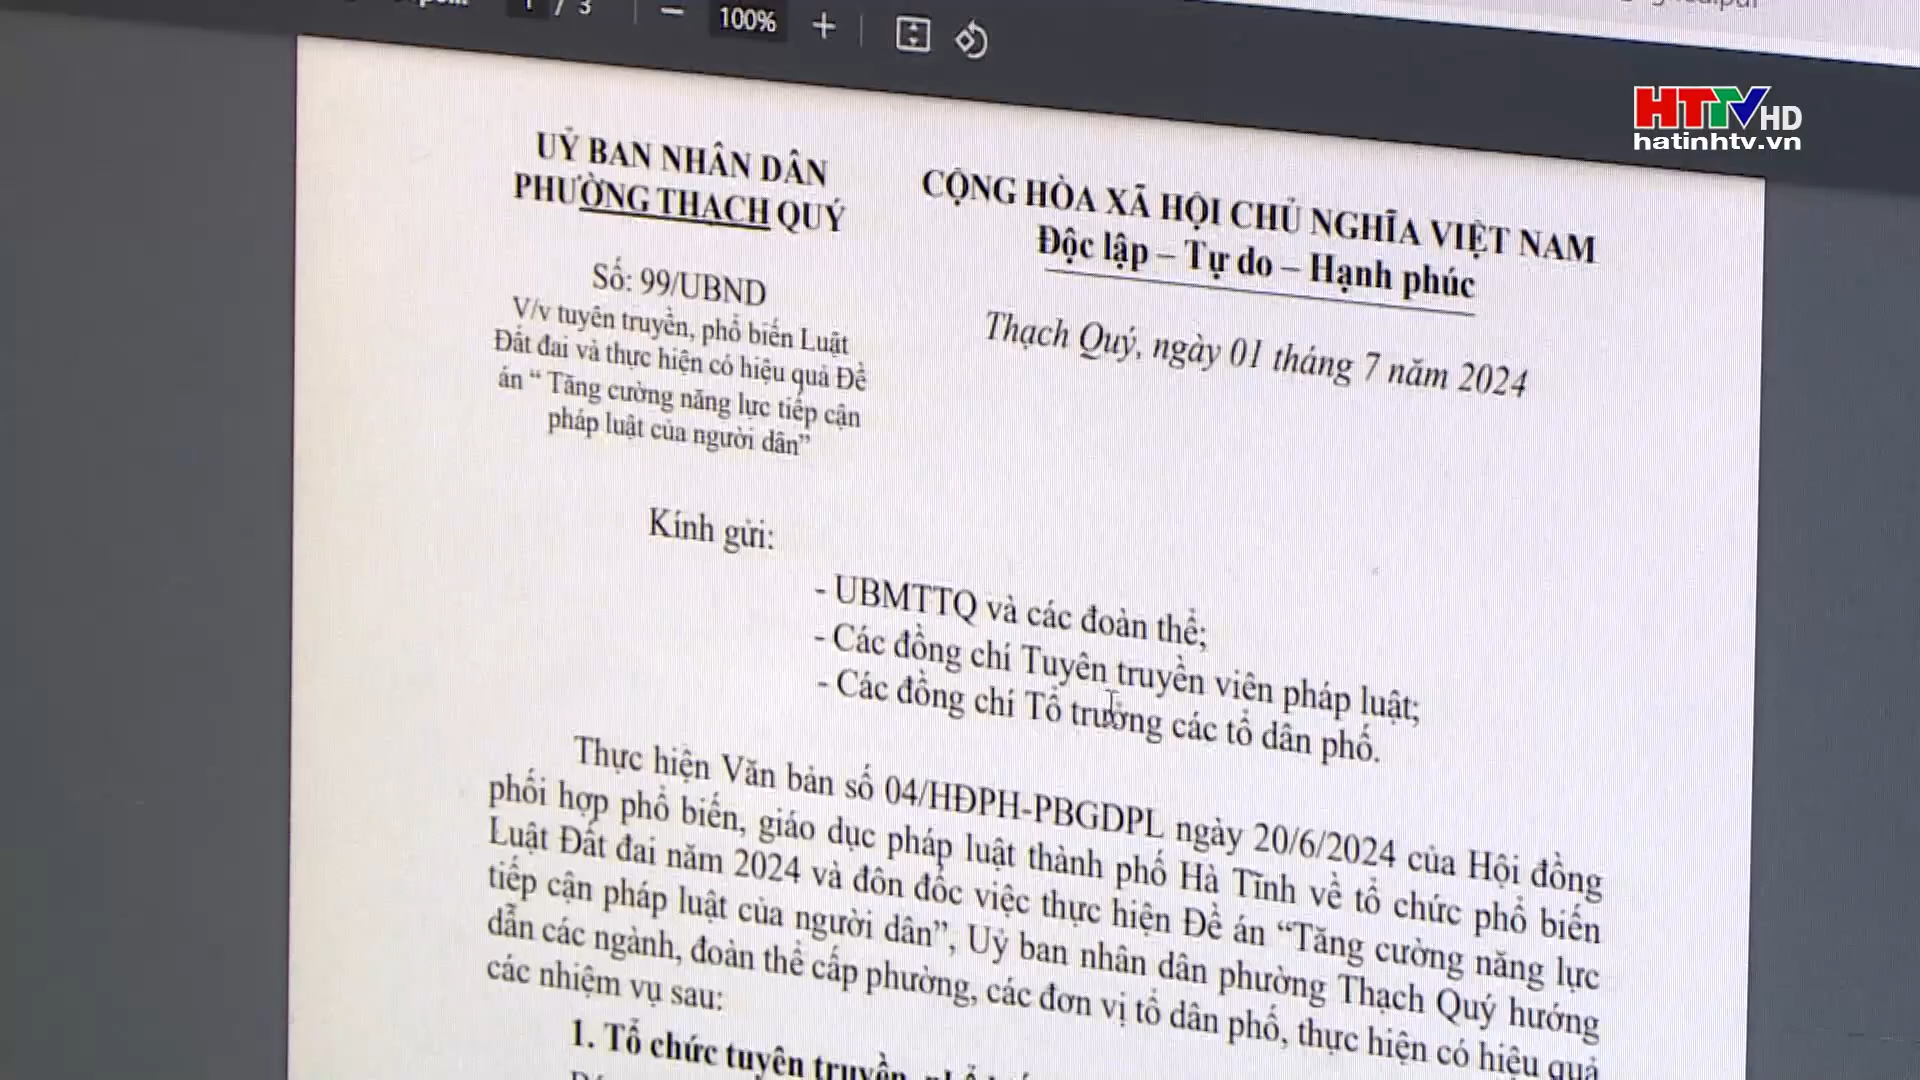 1 / 3
100%
HTTV HD
hatinhtv.vn
UỶ BAN NHÂN DÂN
PHƯỜNG THẠCH QUÝ
CỘNG HÒA XÃ HỘI CHỦ NGHĨA VIỆT NAM
Độc lập – Tự do – Hạnh phúc
Số: 99/UBND
V/v tuyên truyền, phổ biến Luật
Đất đai và thực hiện có hiệu quả Đề
án “ Tăng cường năng lực tiếp cận
pháp luật của người dân”
Thạch Quý, ngày 01 tháng 7 năm 2024
Kính gửi:
- UBMTTQ và các đoàn thể;
- Các đồng chí Tuyên truyền viên pháp luật;
- Các đồng chí Tổ trưởng các tổ dân phố.
Thực hiện Văn bản số 04/HĐPH-PBGDPL ngày 20/6/2024 của Hội đồng
phối hợp phổ biến, giáo dục pháp luật thành phố Hà Tĩnh về tổ chức phổ biến
Luật Đất đai năm 2024 và đôn đốc việc thực hiện Đề án “Tăng cường năng lực
tiếp cận pháp luật của người dân”, Uỷ ban nhân dân phường Thạch Quý hướng
dẫn các ngành, đoàn thể cấp phường, các đơn vị tổ dân phố, thực hiện có hiệu quả
các nhiệm vụ sau:
1. Tổ chức tuyên truyền